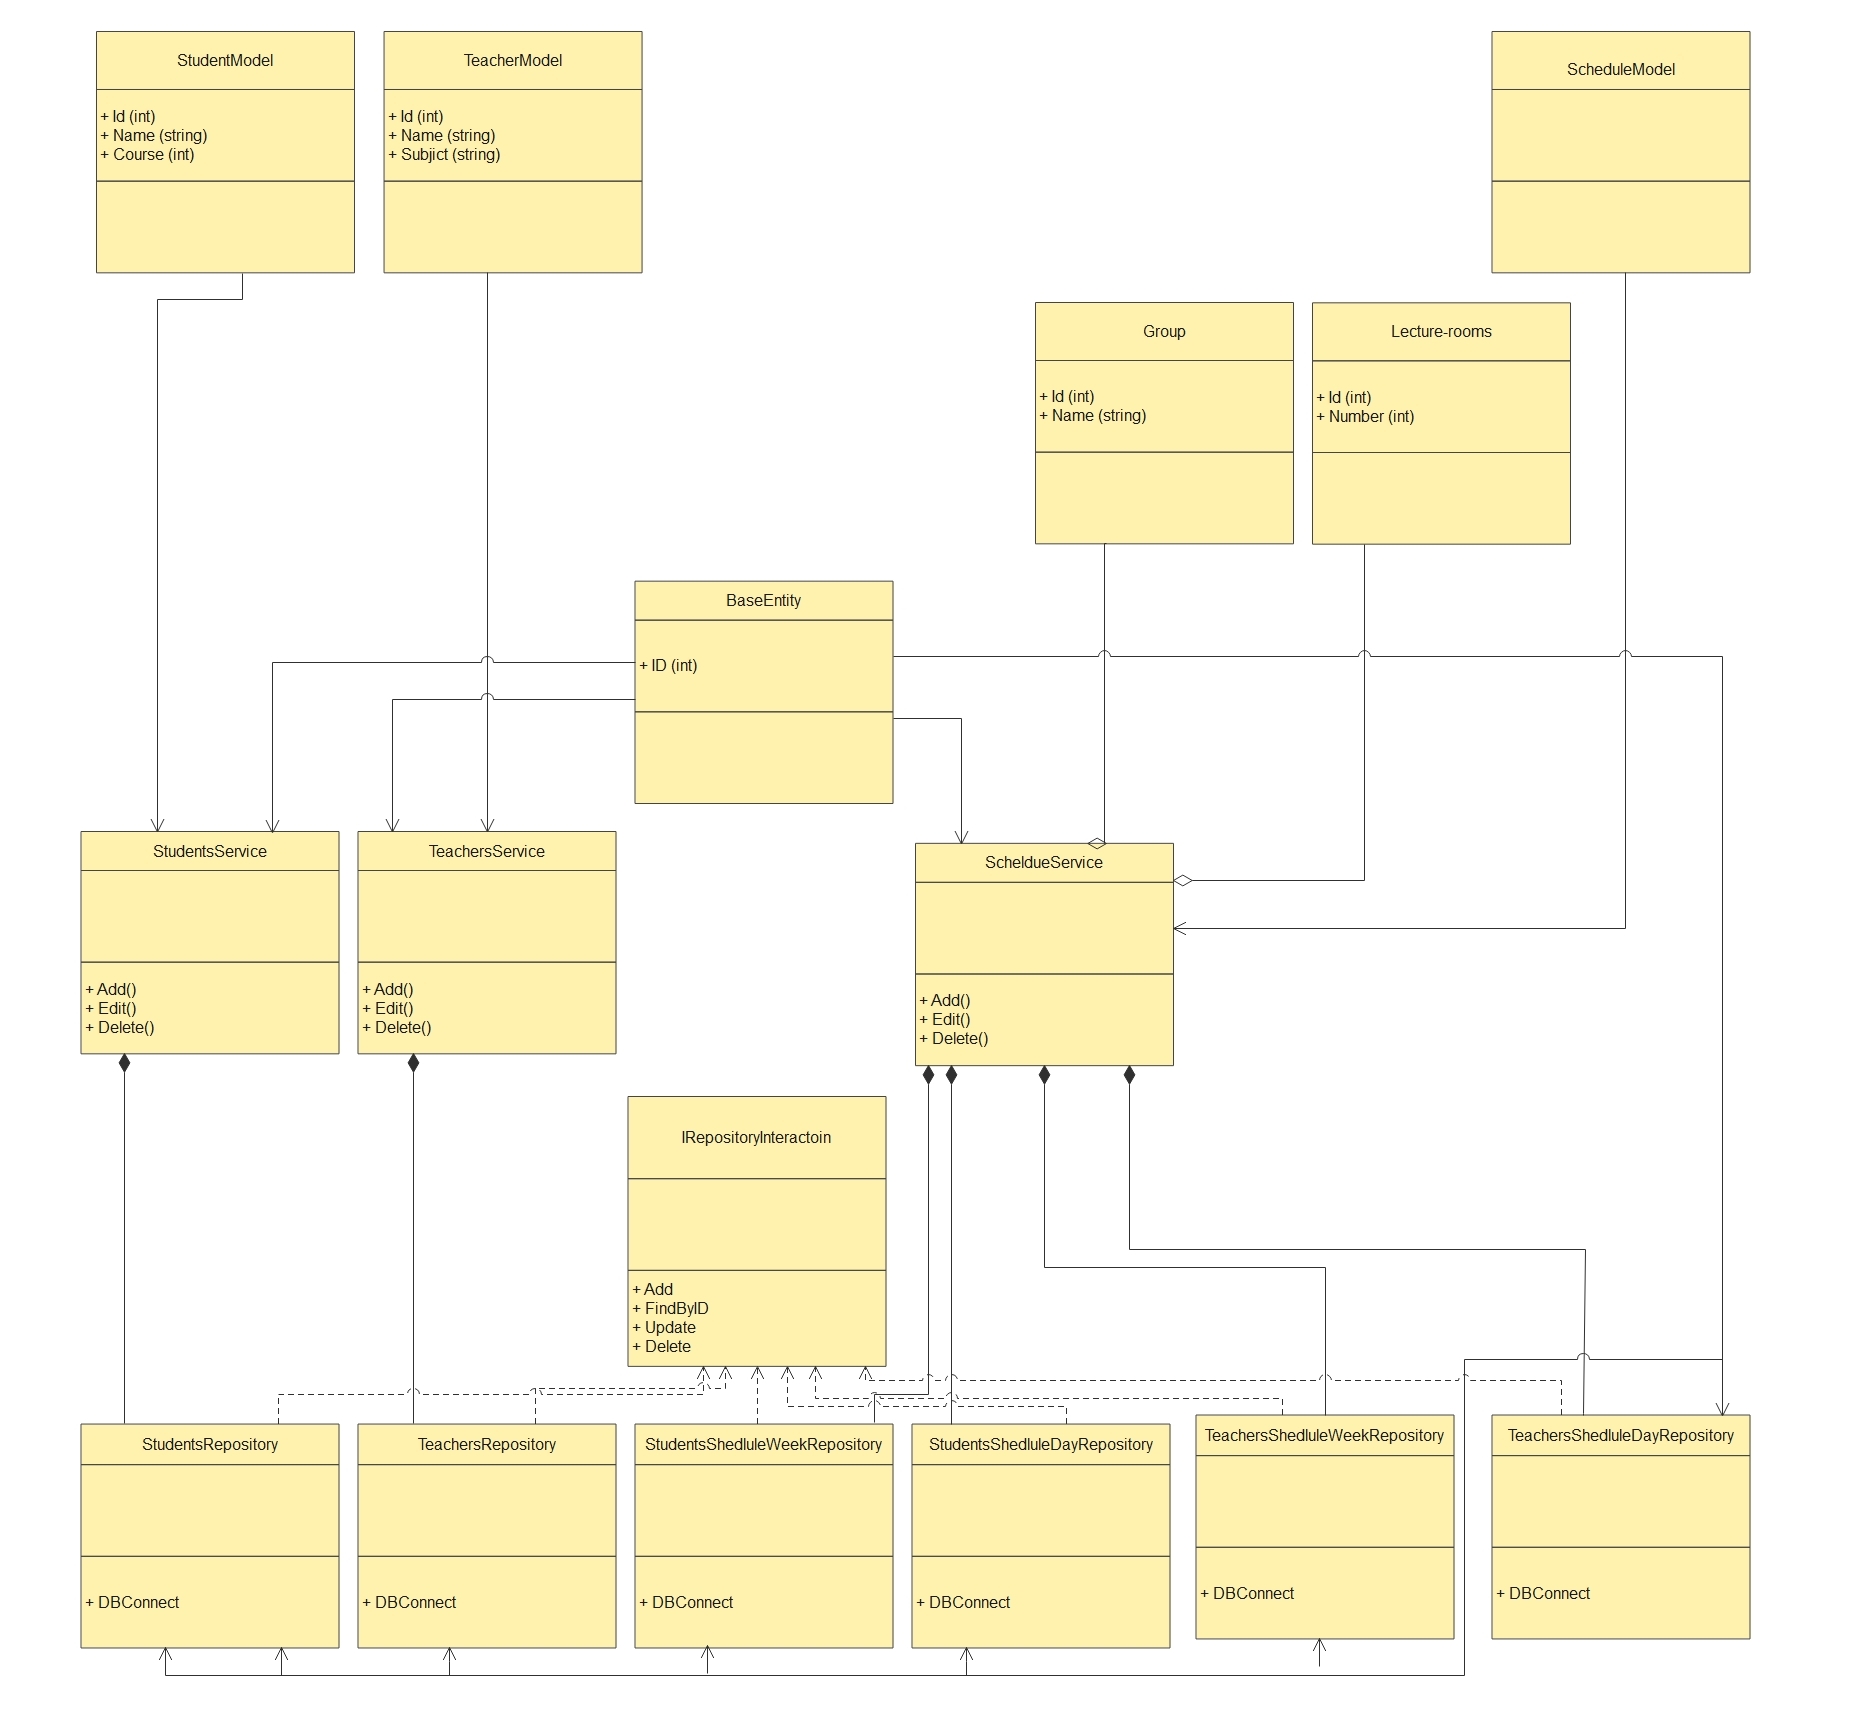 StudentModel
+ Id (int)
+ Name (string)
+ Course (int)
TeacherModel
+ Id (int)
+ Name (string)
+ Subjict (string)
ScheduleModel
Group
+ Id (int)
+ Name (string)
Lecture-rooms
+ Id (int)
+ Number (int)
BaseEntity
+ ID (int)
StudentsService
+ Add()
+ Edit()
+ Delete()
TeachersService
+ Add()
+ Edit()
+ Delete()
ScheldueService
+ Add()
+ Edit()
+ Delete()
IRepositoryInteractoin
+ Add
+ FindByID
+ Update
+ Delete
StudentsRepository
+ DBConnect
TeachersRepository
+ DBConnect
StudentsShedluleWeekRepository
+ DBConnect
StudentsShedluleDayRepository
+ DBConnect
TeachersShedluleWeekRepository
+ DBConnect
TeachersShedluleDayRepository
+ DBConnect